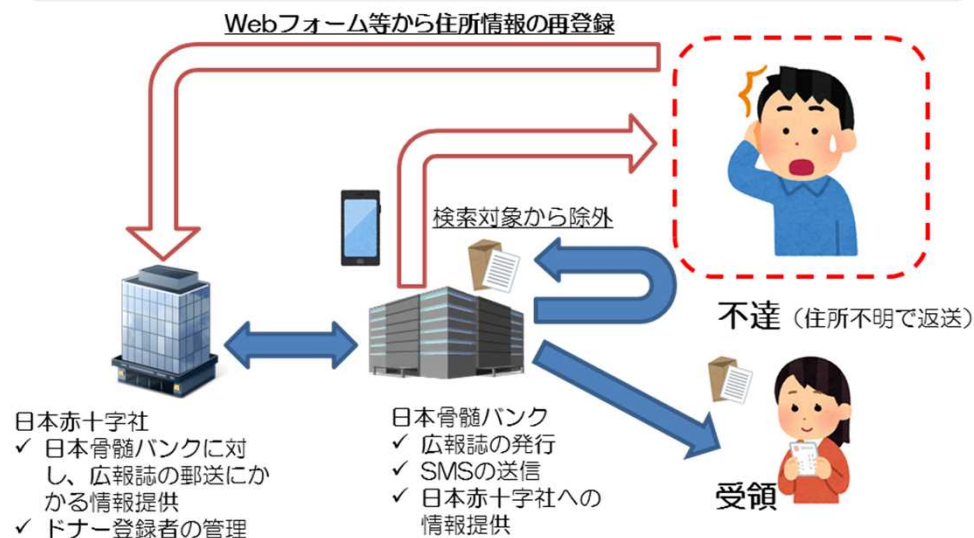 Webフォーム等から住所情報の再登録
検索対象から除外
不達（住所不明で返送）
受領
日本赤十字社
✓ 日本骨髄バンクに対
し、広報誌の郵送にか
かる情報提供
✓ ドナー登録者の管理
日本骨髄バンク
✓ 広報誌の発行
✓ SMSの送信
✓ 日本赤十字社への
情報提供